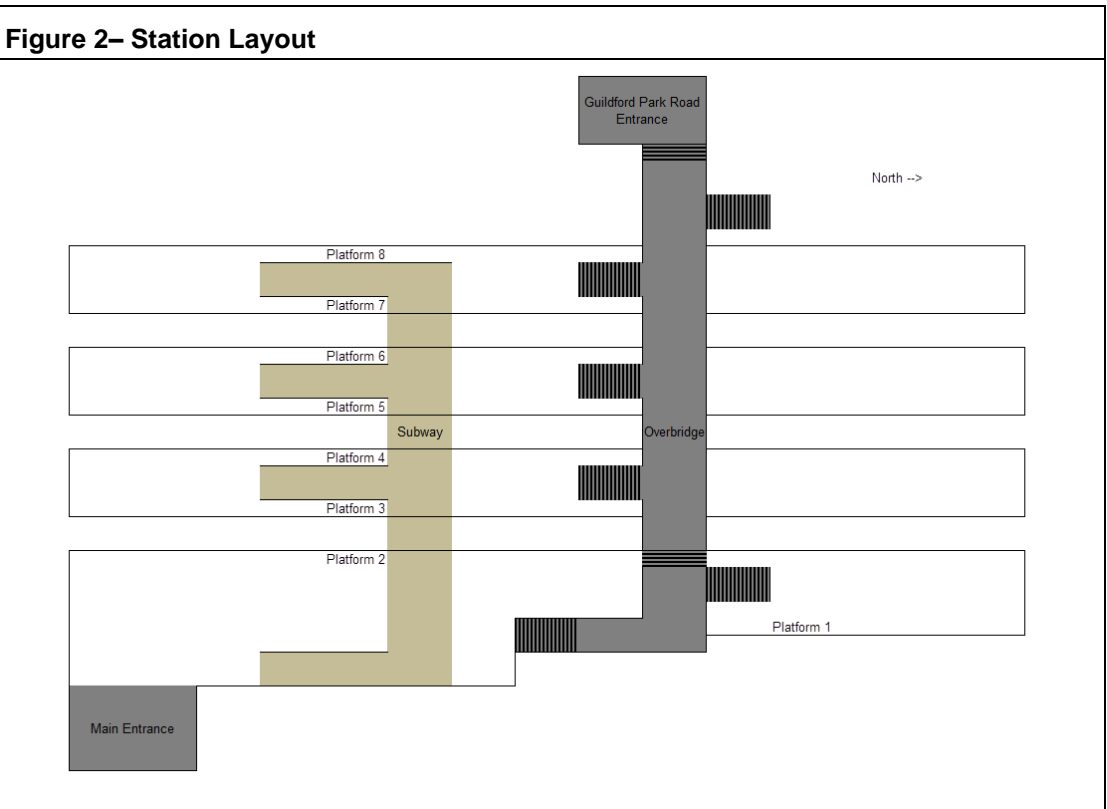 Figure 2– Station Layout
Guildford Park Road
Entrance
North -->
Platform 8
Platform 7
Platform 6
Platform 5
Subway
Overbridge
Platform 4
Platform 3
Platform 2
Platform 1
Main Entrance